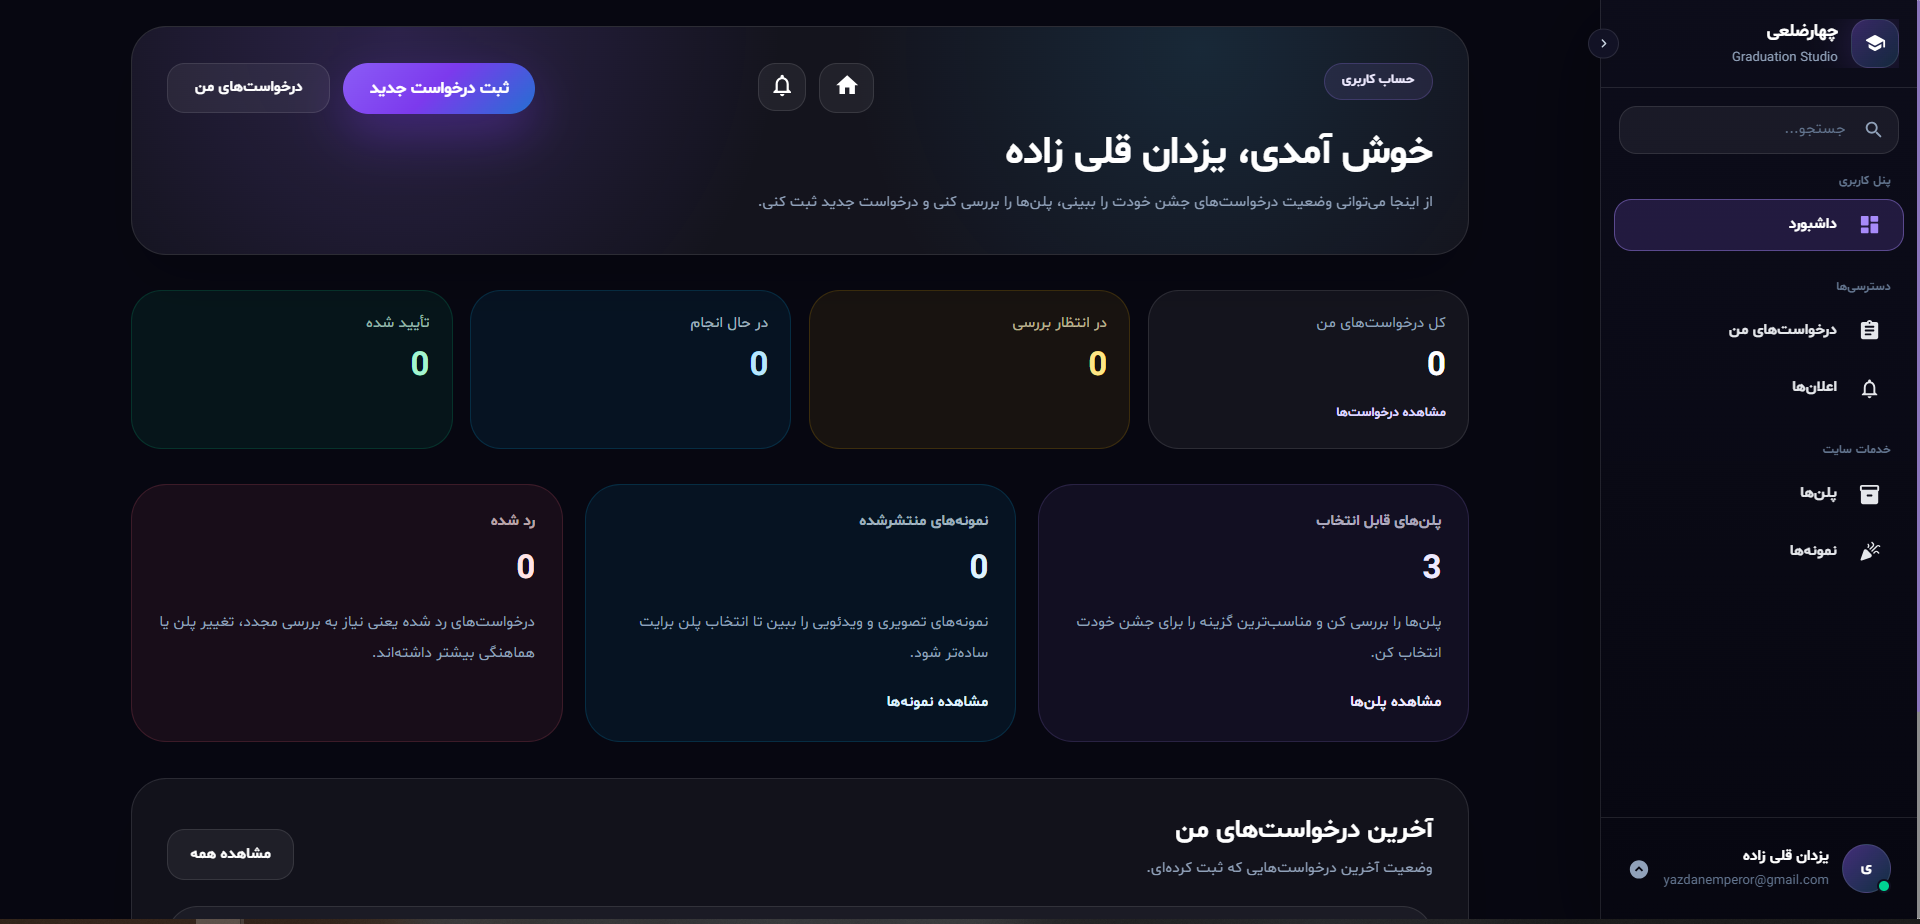 چهارضلعی
Graduation Studio
جستجو...
پنل کاربری
داشبورد
دسترسی‌ها
درخواست‌های من
اعلان‌ها
خدمات سایت
پلن‌ها
نمونه‌ها
یزدان قلی زاده
yazdanemperor@gmail.com
ی
حساب کاربری
ثبت درخواست جدید
درخواست‌های من
خوش آمدی، یزدان قلی زاده
از اینجا می‌توانی وضعیت درخواست‌های جشن خودت را ببینی، پلن‌ها را بررسی کنی و درخواست جدید ثبت کنی.
کل درخواست‌های من
0
مشاهده درخواست‌ها
در انتظار بررسی
0
در حال انجام
0
تأیید شده
0
پلن‌های قابل انتخاب
3
پلن‌ها را بررسی کن و مناسب‌ترین گزینه را برای جشن خودت
انتخاب کن.
مشاهده پلن‌ها
نمونه‌های منتشرشده
0
نمونه‌های تصویری و ویدئویی را ببین تا انتخاب پلن برایت
ساده‌تر شود.
مشاهده نمونه‌ها
رد شده
0
درخواست‌های رد شده یعنی نیاز به بررسی مجدد، تغییر پلن یا
هماهنگی بیشتر داشته‌اند.
آخرین درخواست‌های من
وضعیت آخرین درخواست‌هایی که ثبت کرده‌ای.
مشاهده همه